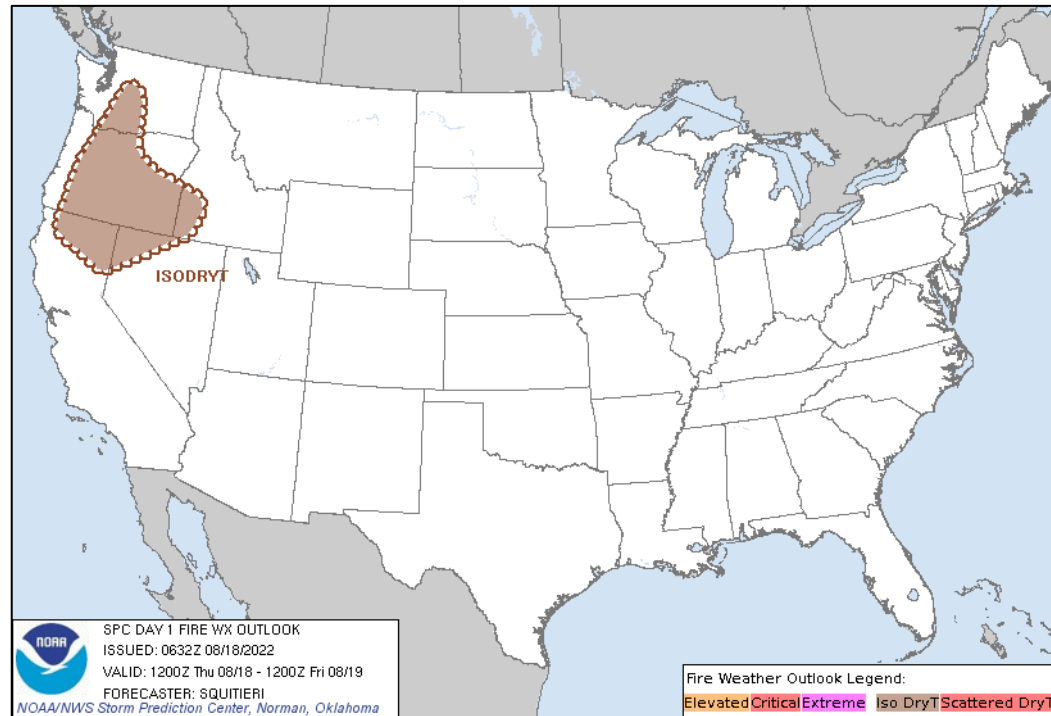 ISODRYT
NOAA
SPC DAY 1 FIRE WX OUTLOOK
ISSUED: 0632Z 08/18/2022
VALID: 1200Z Thu 08/18 - 1200Z Fri 08/19
FORECASTER: SQUITIERI
NOAA/NWS Storm Prediction Center, Norman, Oklahoma
Fire Weather Outlook Legend:
Elevated Critical Extreme Iso DryT Scattered DryT